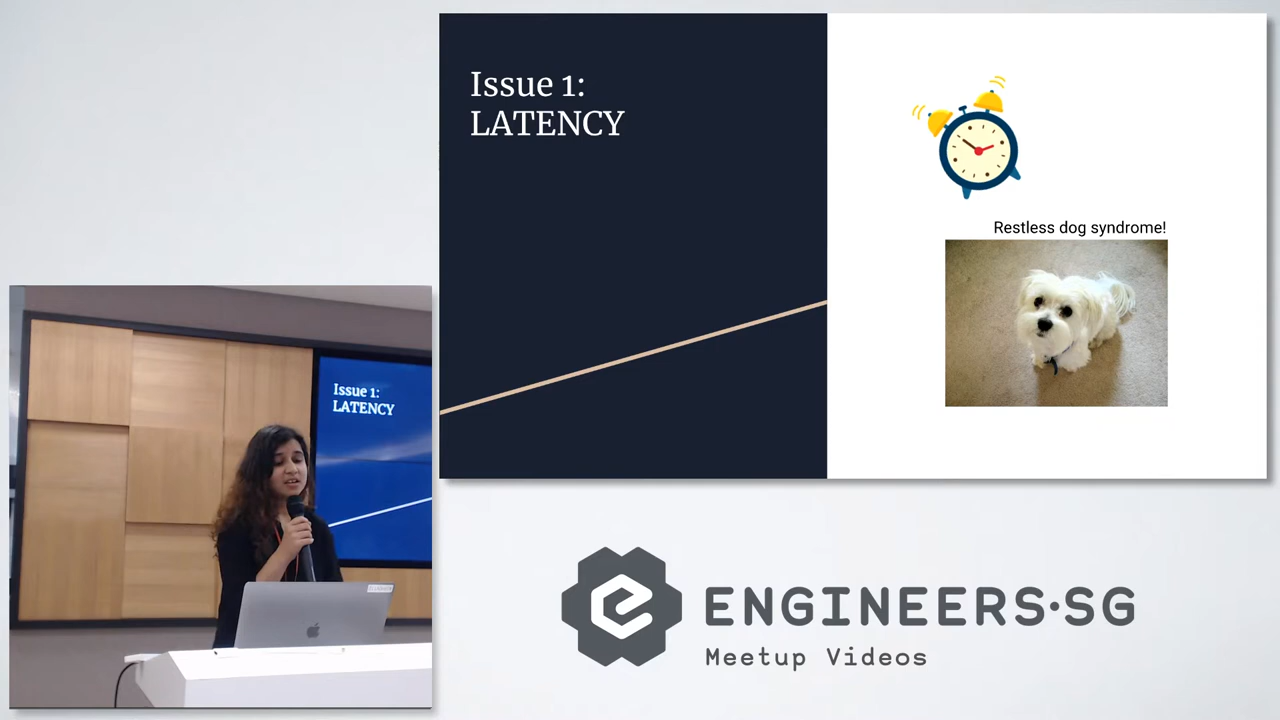 Issue 1:
LATENCY
Restless dog syndrome!
Issue 1:
LATENCY
ENGINEERS·SG
Meetup Videos